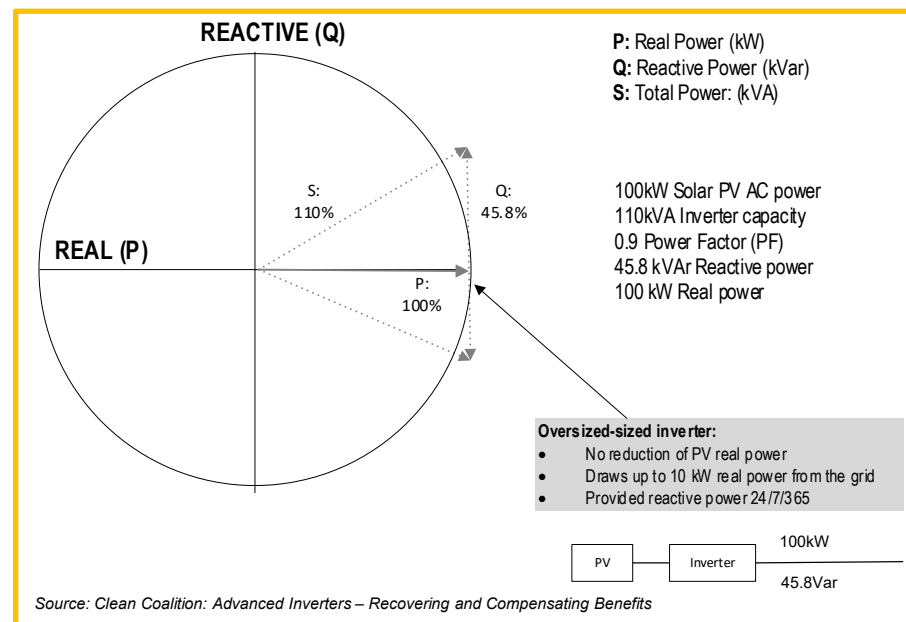 REACTIVE (Q)
P: Real Power (kW)
Q: Reactive Power (kVar)
S: Total Power: (kVA)
S:
110%
Q:
45.8%
100kW Solar PV AC power
110kVA Inverter capacity
0.9 Power Factor (PF)
45.8 kVAr Reactive power
100 kW Real power
REAL (P)
P:
100%
Oversized-sized inverter:
• No reduction of PV real power
• Draws up to 10 kW real power from the grid
• Provided reactive power 24/7/365
100kW
PV
Inverter
45.8Var
Source: Clean Coalition: Advanced Inverters – Recovering and Compensating Benefits